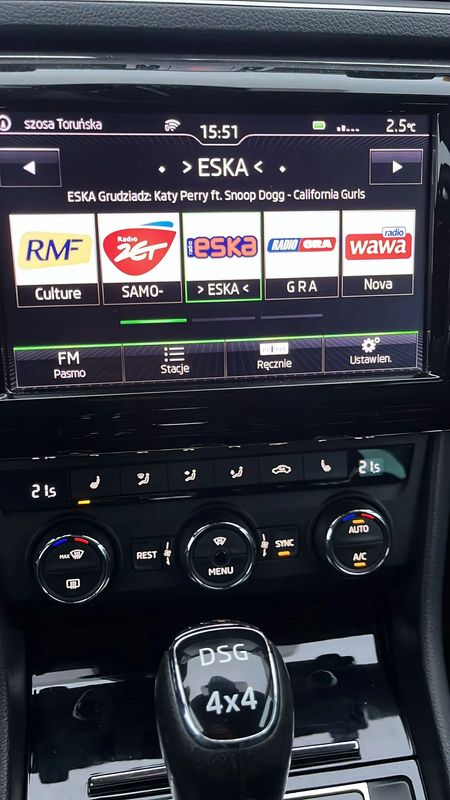 szosa Toruńska
15:51
2.5°C
> ESKA <
ESKA Grudziadz: Katy Perry ft. Snoop Dogg - California Gurls
RMF
Radio ZET
radio eska
RADIO GRA
radio wawa
Culture
SAMO-
> ESKA <
G R A
Nova
FM
Pasmo
Stacje
Ręcznie
Ustawien.
21.5
21.5
MAX
REST
MENU
SYNC
AUTO
A/C
DSG
4x4